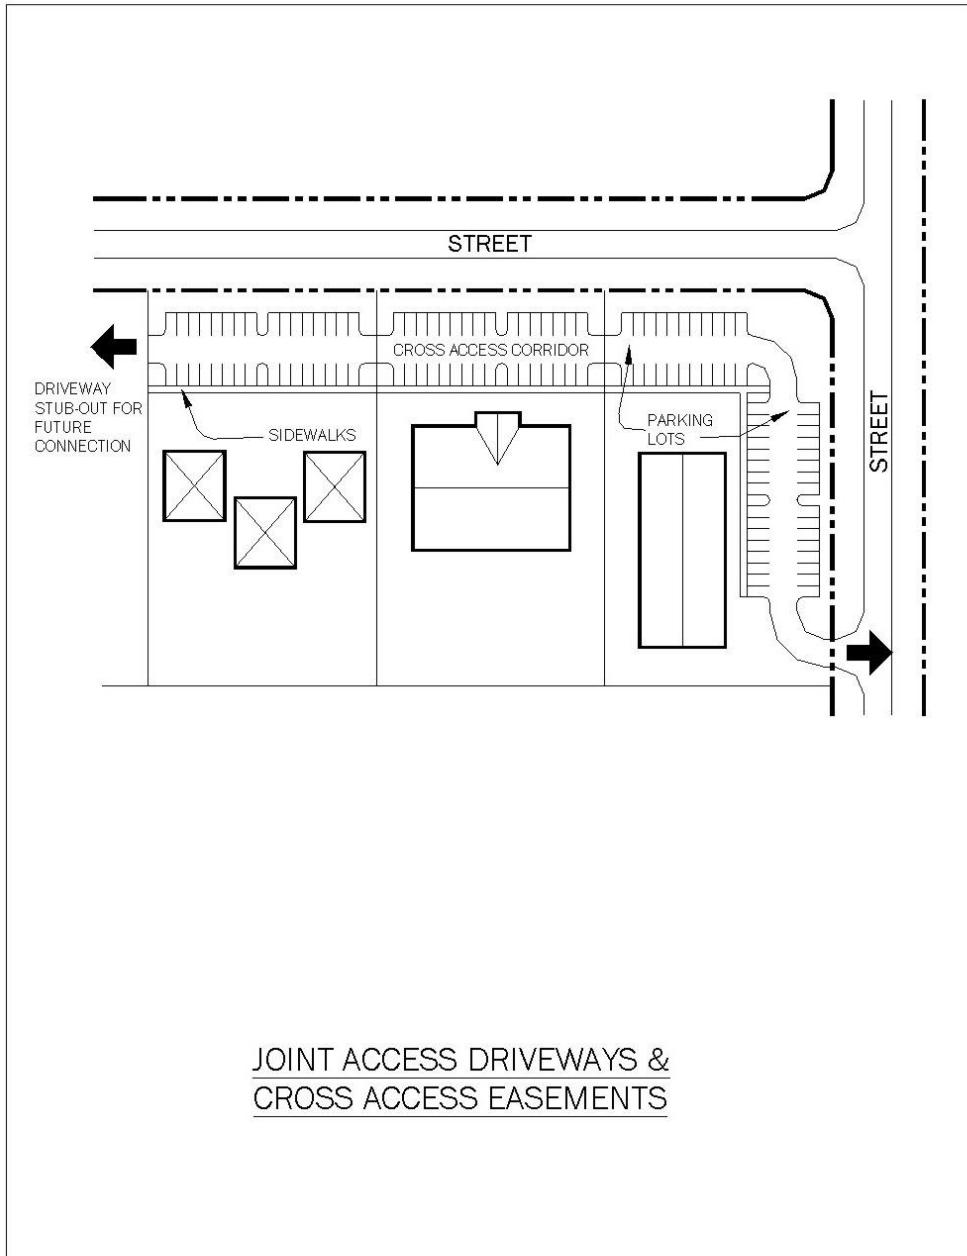 STREET
CROSS ACCESS CORRIDOR
DRIVEWAY
STUB-OUT FOR
FUTURE
CONNECTION
SIDEWALKS
PARKING
LOTS
STREET
JOINT ACCESS DRIVEWAYS &
CROSS ACCESS EASEMENTS